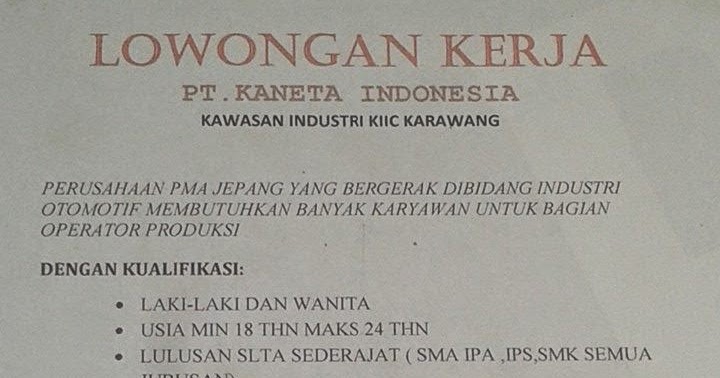 LOWONGAN KERJA
PT.KANETA INDONESIA
KAWASAN INDUSTRI KIIC KARAWANG
PERUSAHAAN PMA JEPANG YANG BERGERAK DIBIDANG INDUSTRI
OTOMOTIF MEMBUTUHKAN BANYAK KARYAWAN UNTUK BAGIAN
OPERATOR PRODUKSI
DENGAN KUALIFIKASI:
• LAKI-LAKI DAN WANITA
• USIA MIN 18 THN MAKS 24 THN
• LULUSAN SLTA SEDERAJAT ( SMA IPA ,IPS,SMK SEMUA
JURUSAN)